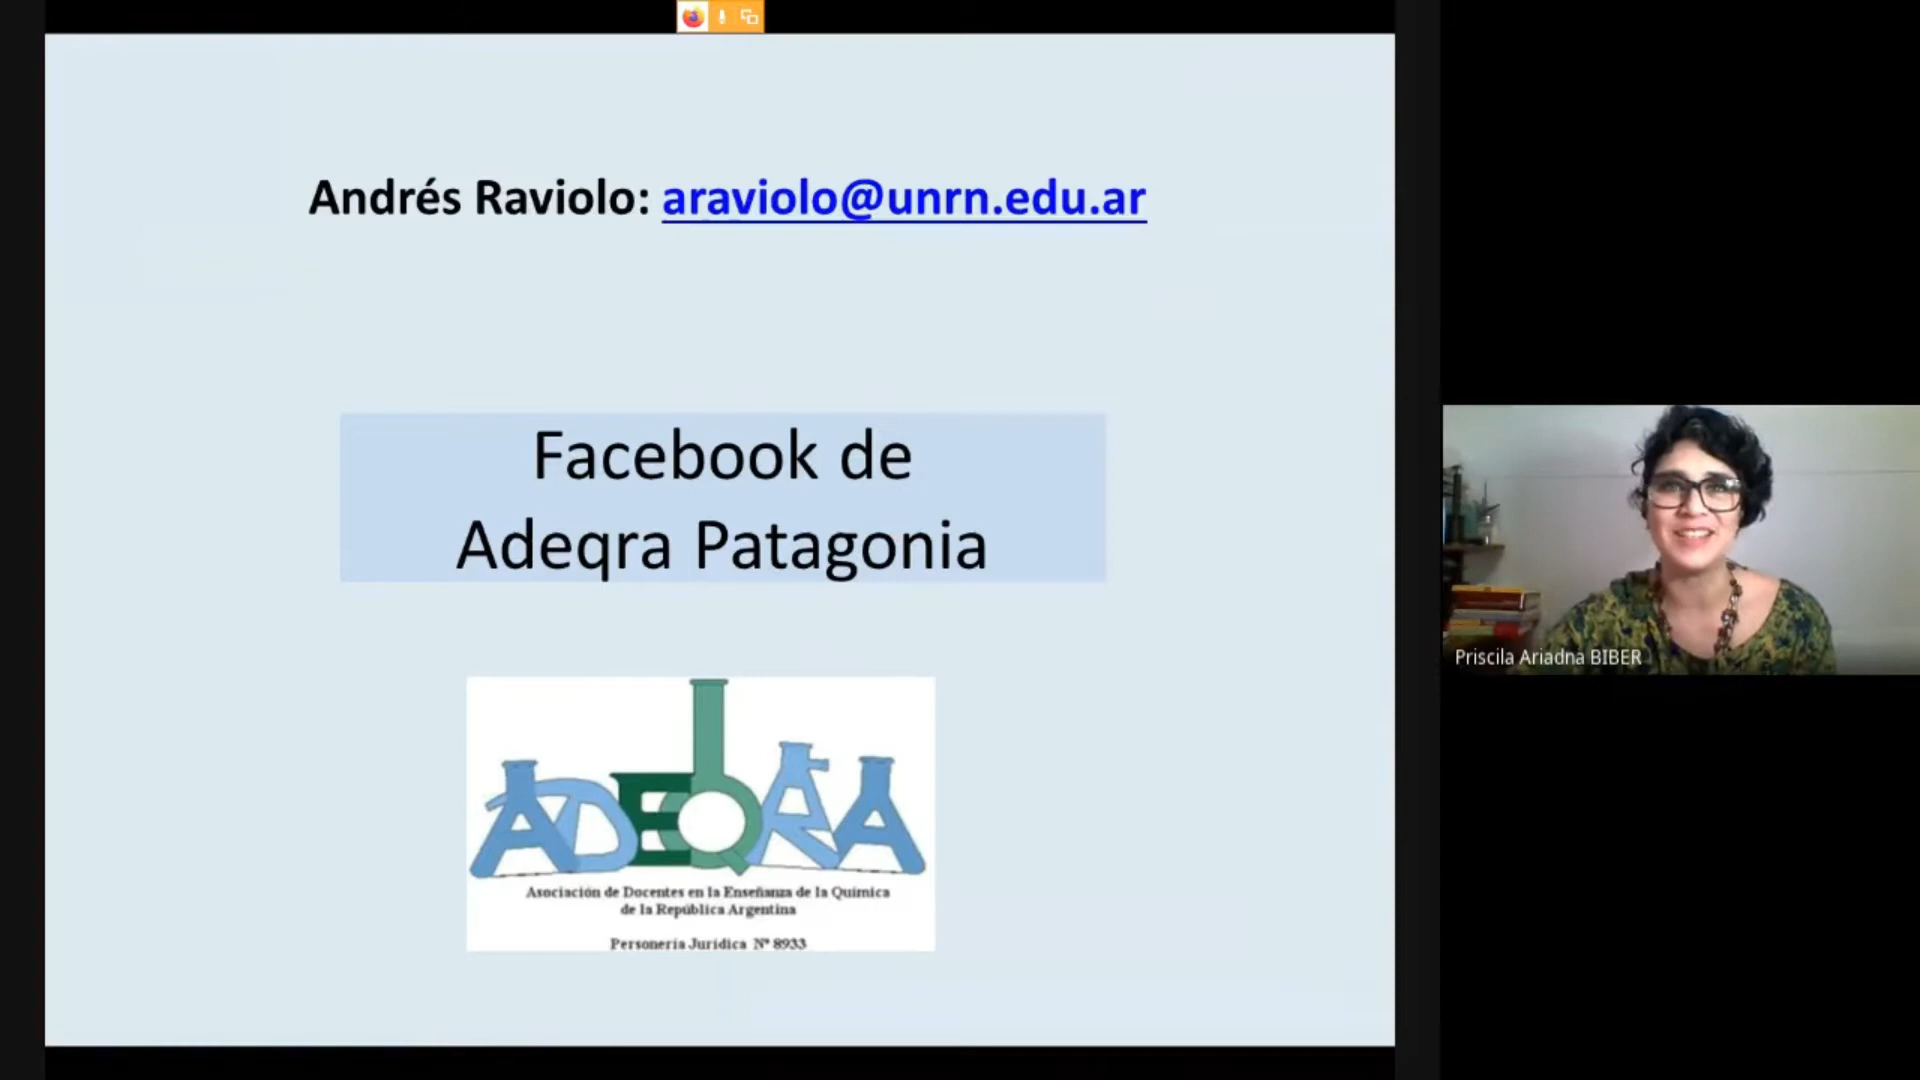 Andrés Raviolo: araviolo@unrn.edu.ar
Facebook de
Adeqra Patagonia
ADEQRA
Asociación de Docentes en la Enseñanza de la Química
de la República Argentina
Personería Jurídica Nº 8933
Priscila Ariadna BIBER